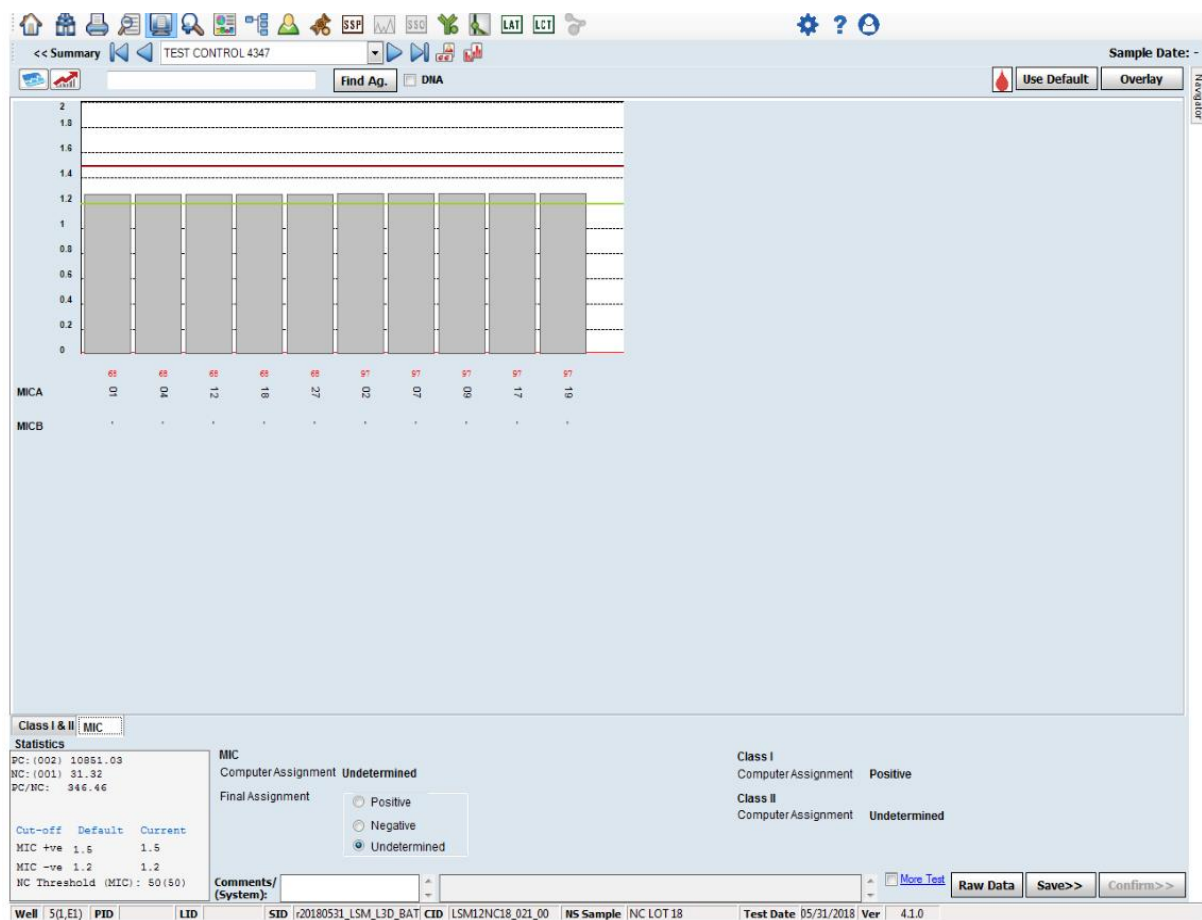 SSP SSO LAT LCT
<< Summary TEST CONTROL 4347 Sample Date: -
Find Ag. DNA Use Default Overlay
Navigator
2
1.8
1.6
1.4
1.2
1
0.8
0.6
0.4
0.2
0
68 68 68 68 68 97 97 97 97 97
MICA 01 04 12 18 27 02 07 09 17 19
MICB - - - - - - - - - -
Class I & II MIC
Statistics
PC:(002) 10851.03
NC:(001) 31.32
PC/NC: 346.46
Cut-off Default Current
MIC +ve 1.5 1.5
MIC -ve 1.2 1.2
NC Threshold (MIC): 50(50)
MIC
Computer Assignment Undetermined
Final Assignment
Positive
Negative
Undetermined
Class I
Computer Assignment Positive
Class II
Computer Assignment Undetermined
Comments/
(System):
More Test Raw Data Save>> Confirm>>
Well 5(1,E1) PID LID SID r20180531_LSM_L3D_BAT CID LSM12NC18_021_00 NS Sample NC LOT 18 Test Date 05/31/2018 Ver 4.1.0